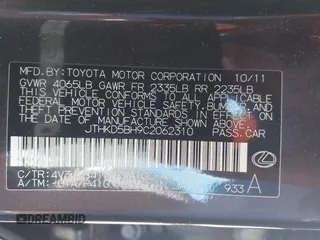 MFD. BY: TOYOTA MOTOR CORPORATION 10/11
GVWR 4065LB GAWR FR 2335LB RR 2235LB
THIS VEHICLE CONFORMS TO ALL APPLICABLE
FEDERAL MOTOR VEHICLE SAFETY, BUMPER, AND
THEFT PREVENTION STANDARDS IN EFFECT ON
THE DATE OF MANUFACTURE SHOWN ABOVE.
JTHKD5BH9C2062310 PASS. CAR
C/TR:
A/TM:
933 A
DREAMBID